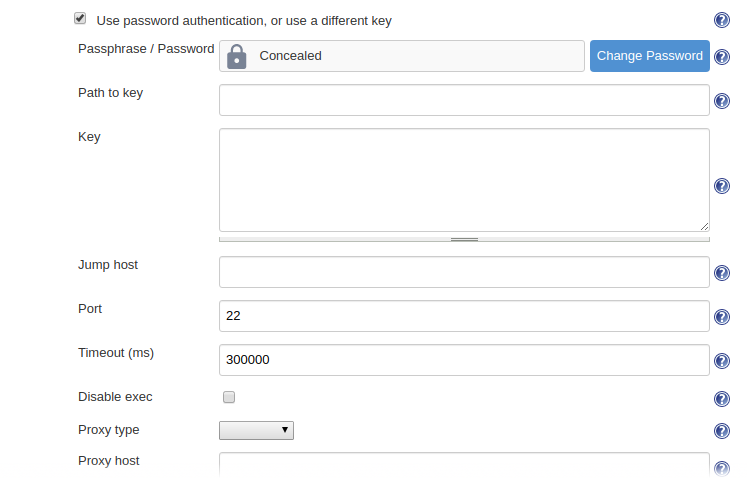 Use password authentication, or use a different key
Passphrase / Password Concealed Change Password
Path to key
Key
Jump host
Port 22
Timeout (ms) 300000
Disable exec
Proxy type
Proxy host